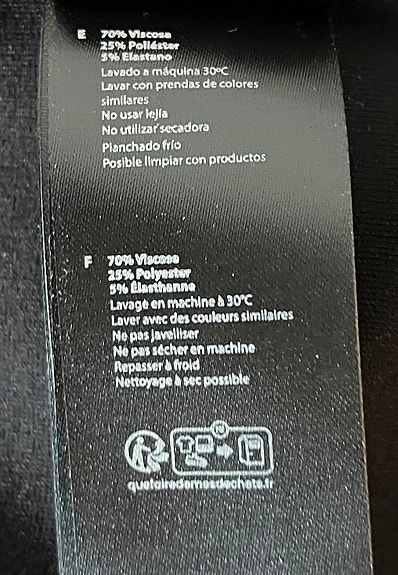 E 70% Viscosa
25% Poliéster
5% Elastano
Lavado a máquina 30ºC
Lavar con prendas de colores
similares
No usar lejía
No utilizar secadora
Planchado frío
Posible limpiar con productos
F 70% Viscose
25% Polyester
5% Élasthanne
Lavage en machine à 30°C
Laver avec des couleurs similaires
Ne pas javelliser
Ne pas sécher en machine
Repasser à froid
Nettoyage à sec possible
quefairedemesdechets.fr